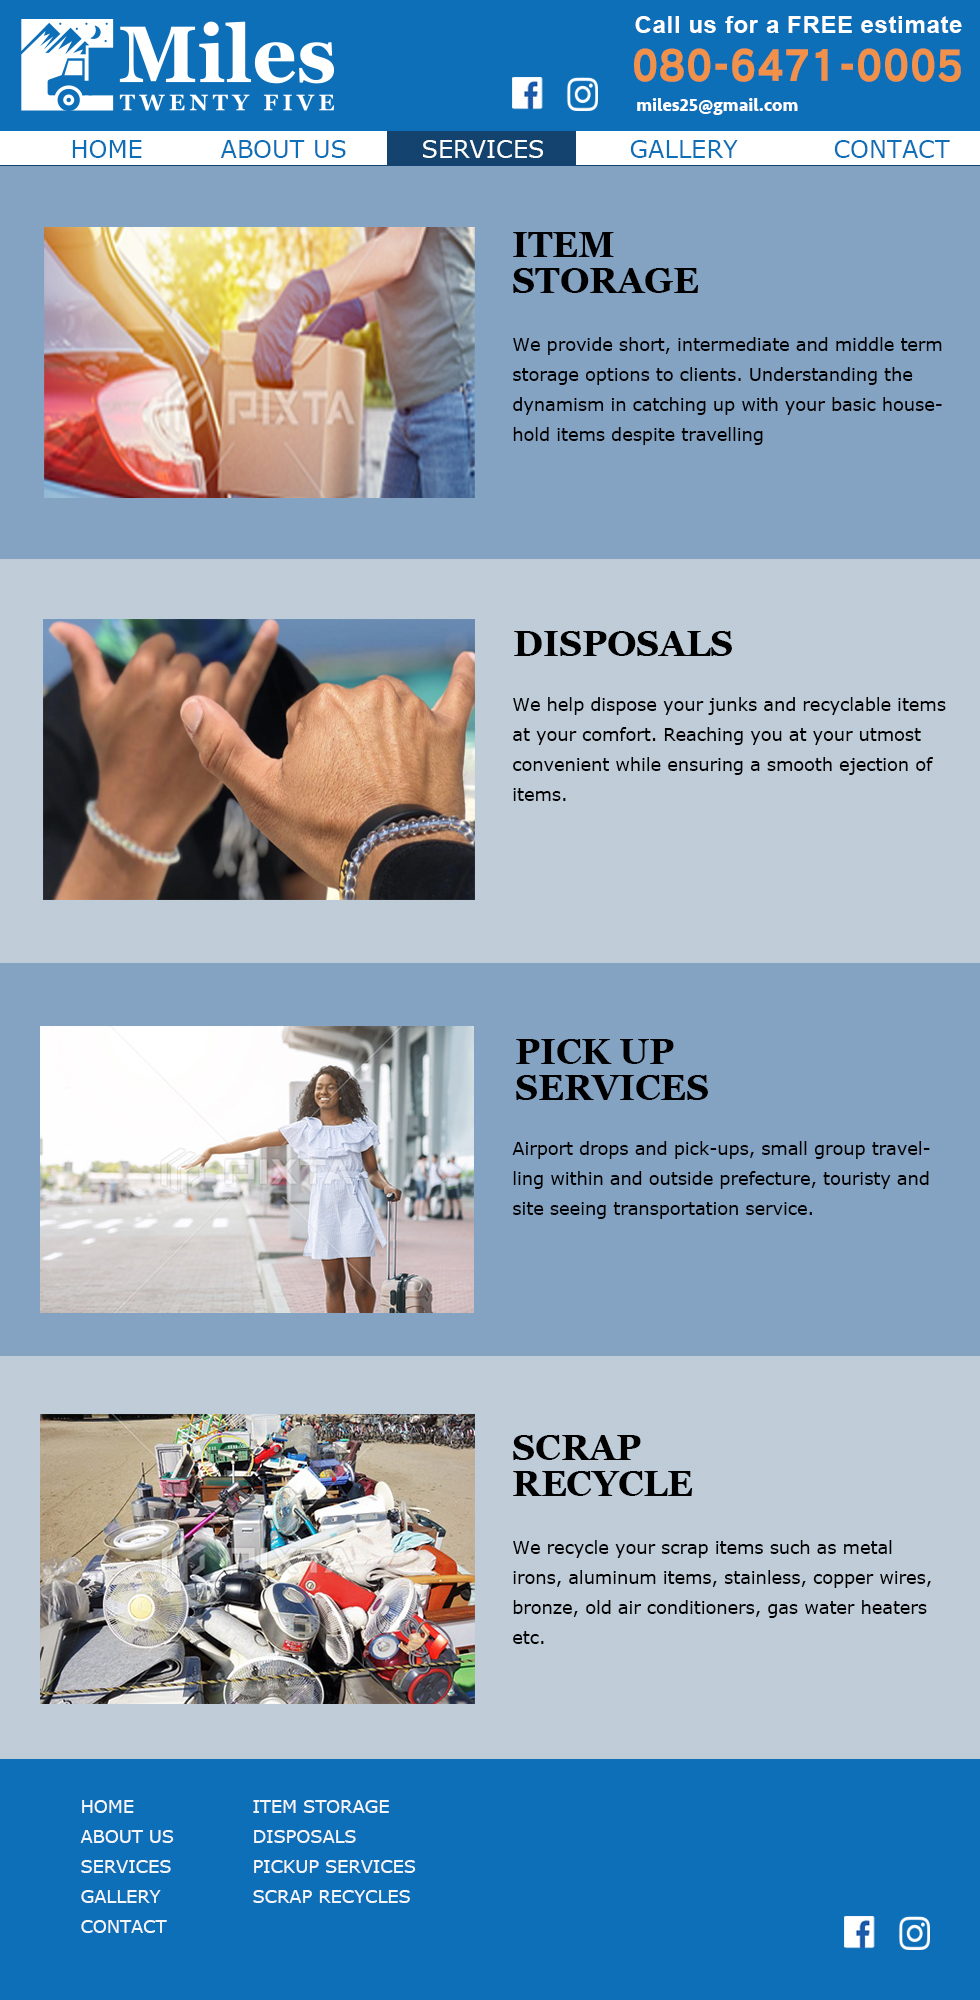 Miles
TWENTY FIVE
Call us for a FREE estimate
080-6471-0005
miles25@gmail.com
HOME
ABOUT US
SERVICES
GALLERY
CONTACT
PIXTA
ITEM
STORAGE
We provide short, intermediate and middle term
storage options to clients. Understanding the
dynamism in catching up with your basic house-
hold items despite travelling
DISPOSALS
We help dispose your junks and recyclable items
at your comfort. Reaching you at your utmost
convenient while ensuring a smooth ejection of
items.
PIXTA
PICK UP
SERVICES
Airport drops and pick-ups, small group travel-
ling within and outside prefecture, touristy and
site seeing transportation service.
PIXTA
SCRAP
RECYCLE
We recycle your scrap items such as metal
irons, aluminum items, stainless, copper wires,
bronze, old air conditioners, gas water heaters
etc.
HOME
ABOUT US
SERVICES
GALLERY
CONTACT
ITEM STORAGE
DISPOSALS
PICKUP SERVICES
SCRAP RECYCLES